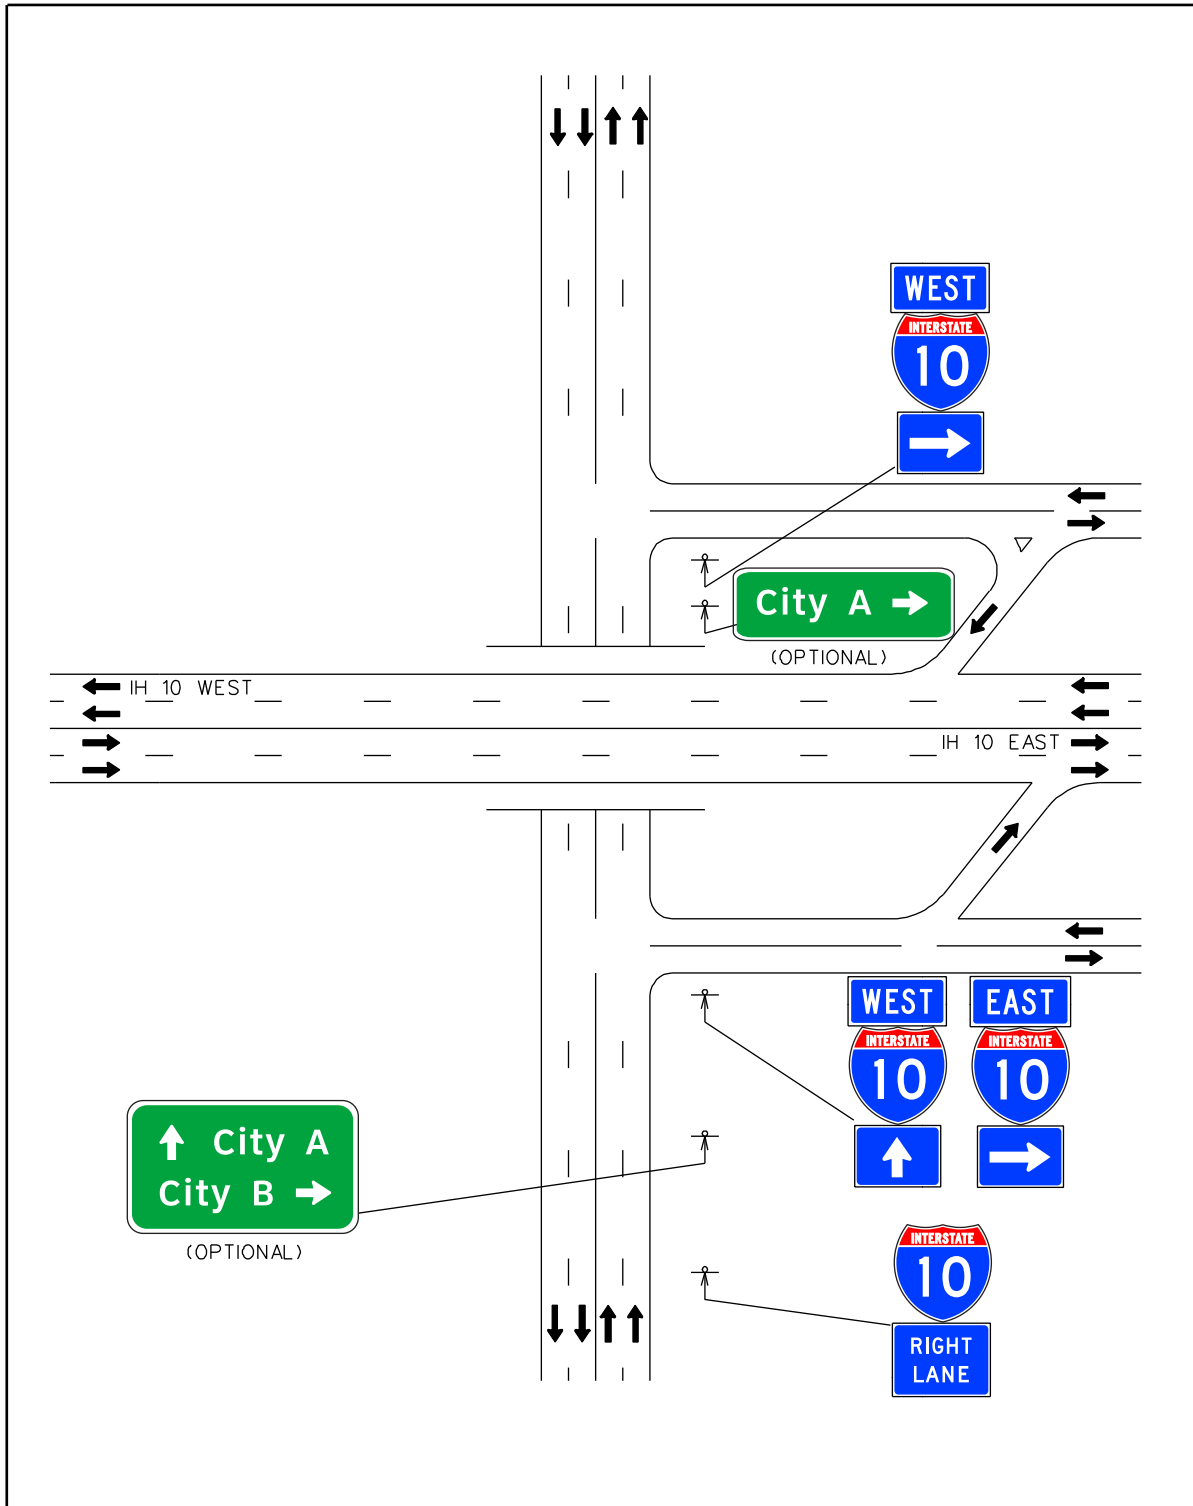 WEST
INTERSTATE
10
City A
(OPTIONAL)
IH 10 WEST
IH 10 EAST
WEST
INTERSTATE
10
EAST
INTERSTATE
10
City A
City B
(OPTIONAL)
INTERSTATE
10
RIGHT
LANE